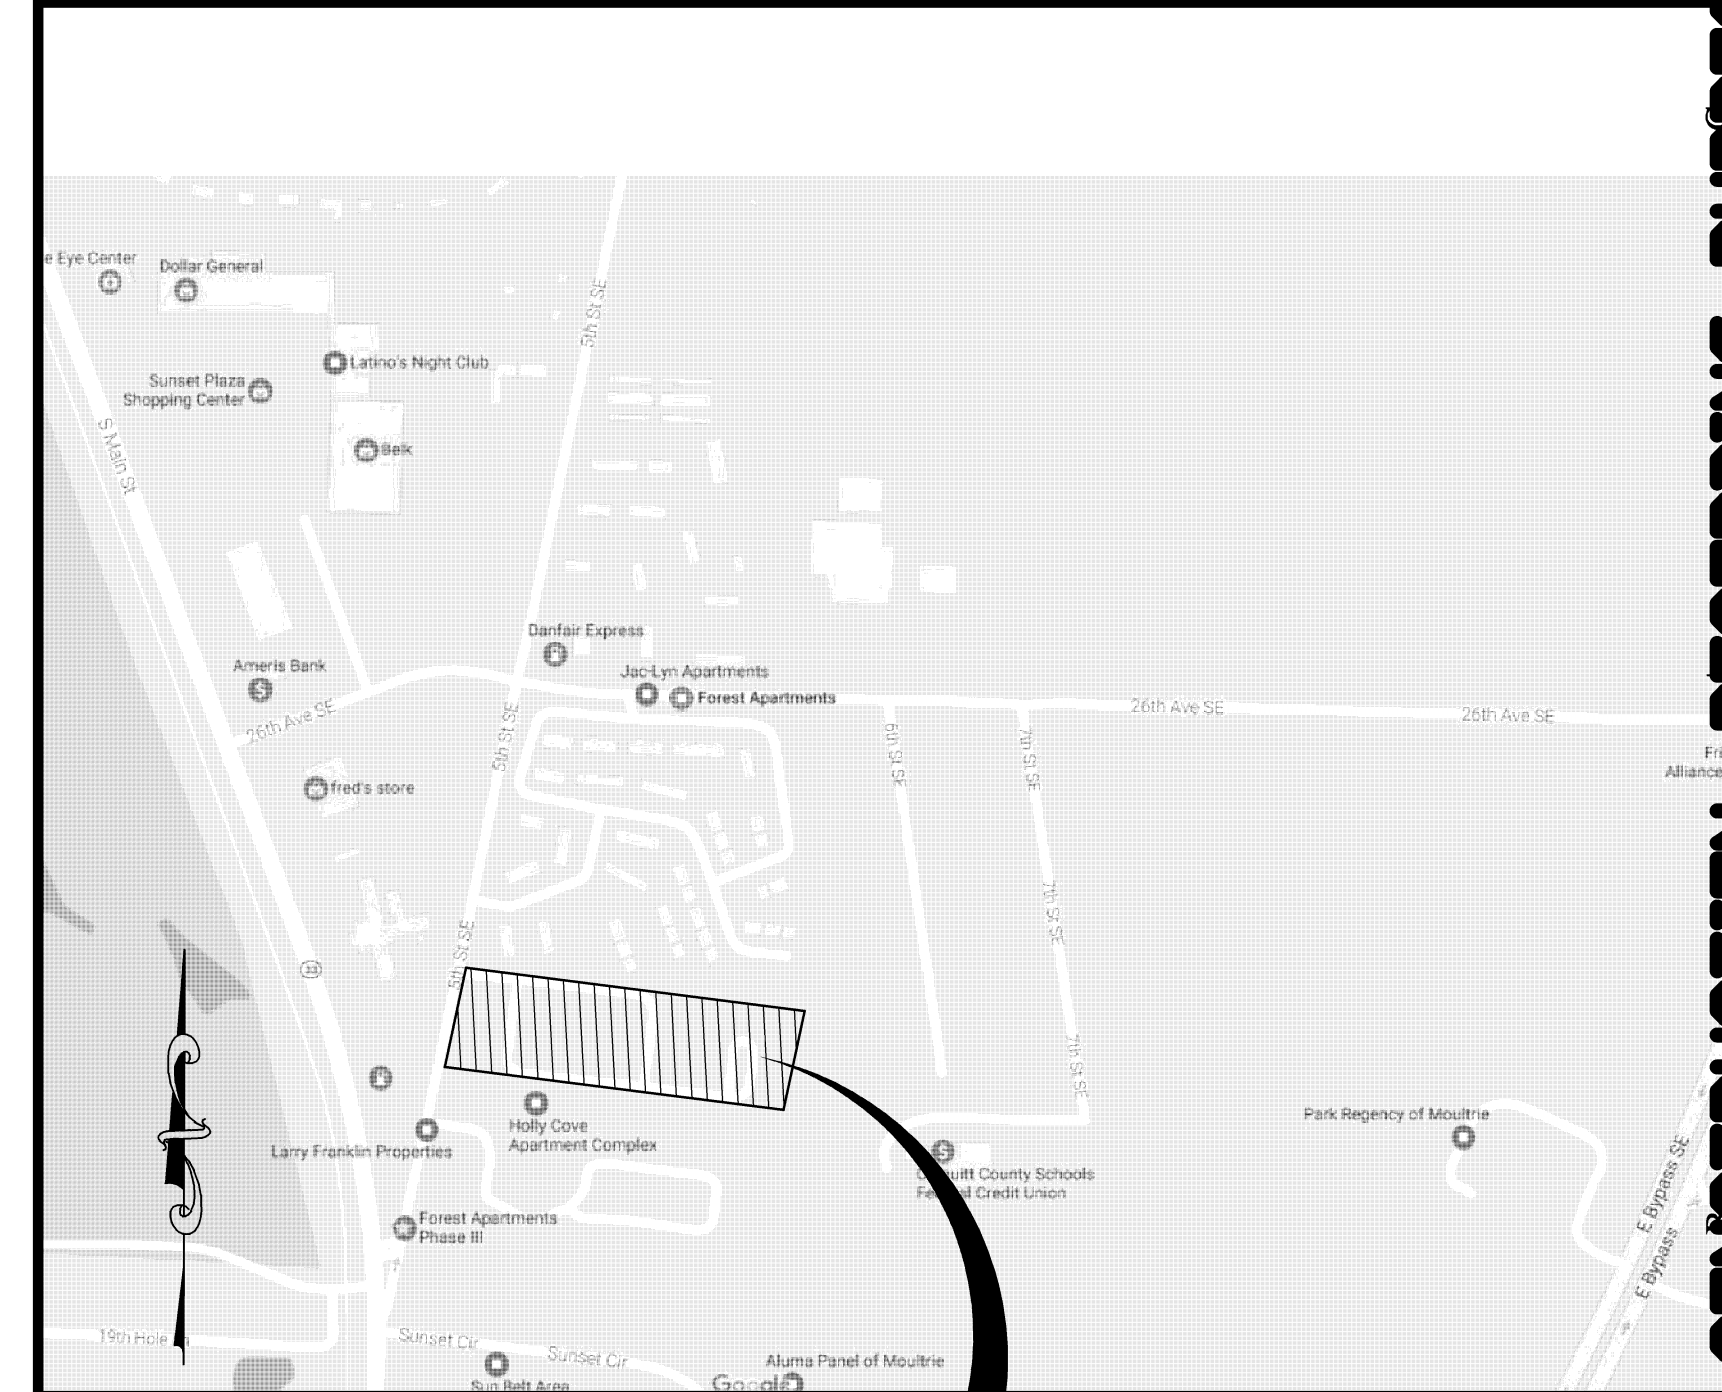 e Eye Center
Dollar General
5th St SE
Latino's Night Club
Sunset Plaza
Shopping Center
S Main St
Belk
Danfair Express
Ameris Bank
Jac-Lyn Apartments
Forest Apartments
26th Ave SE
26th Ave SE
26th Ave SE
5th St SE
6th St SE
7th St SE
Fri
Alliance
fred's store
7th St SE
5th St SE
33
7th St SE
Holly Cove
Apartment Complex
Larry Franklin Properties
Park Regency of Moultrie
uitt County Schools
Credit Union
E Bypass SE
E Bypass
Forest Apartments
Phase III
19th Hole
Sunset Cir
Sunset Cir
Aluma Panel of Moultrie
Sun Belt Area
Google